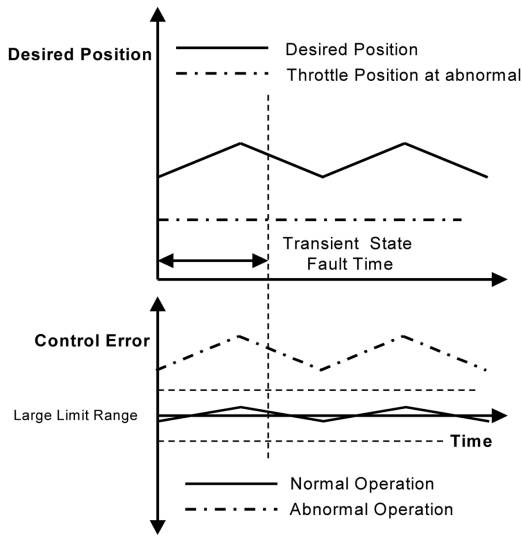 Desired Position
Desired Position
Throttle Position at abnormal
Transient State
Fault Time
Control Error
Large Limit Range
Time
Normal Operation
Abnormal Operation